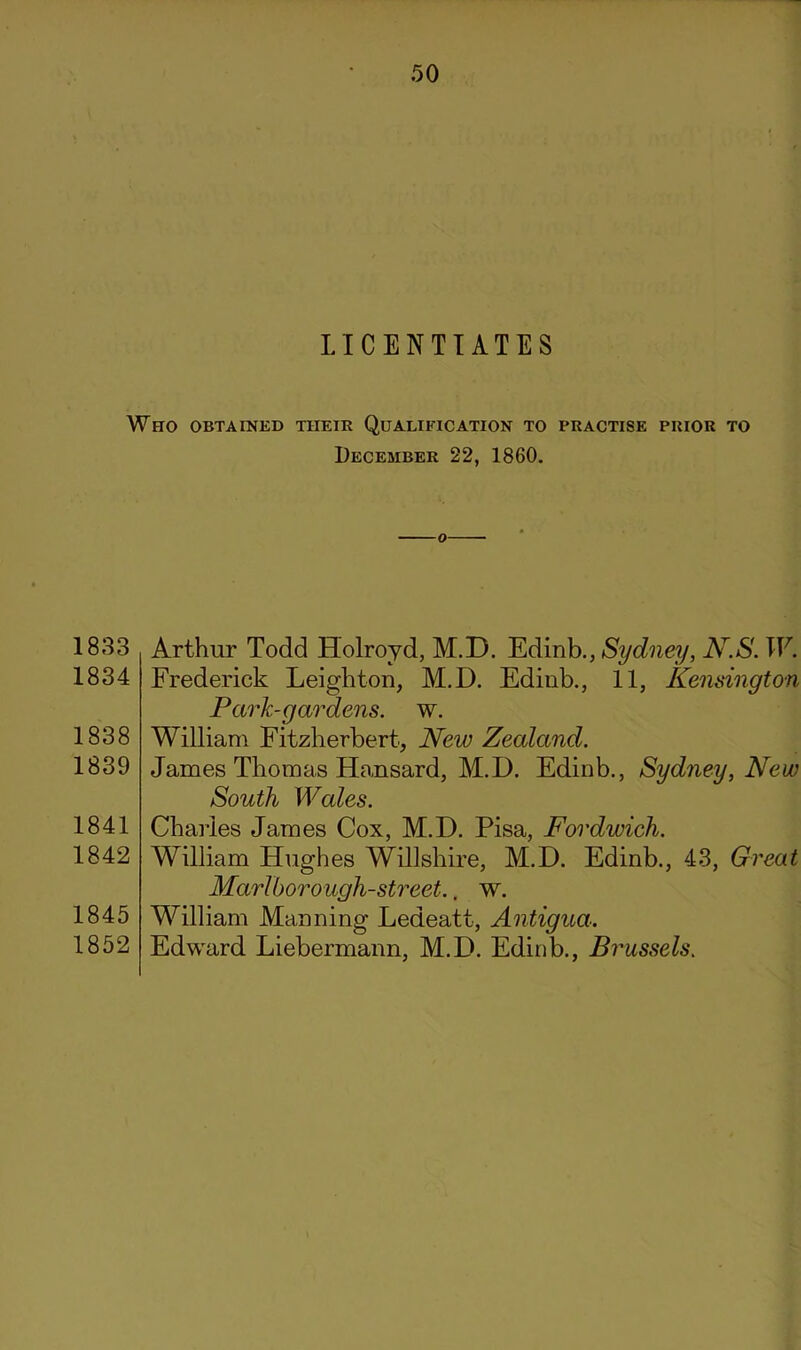 50
LICENTIATES
WHO OBTAINED THEIR QUALIFICATION TO PRACTISE PRIOR TO
DECEMBER 22, 1860.
1833 Arthur Todd Holroyd, M.D. Edinb., Sydney, N.S.W.
1834 Frederick Leighton, M.D. Edinb., 11, Kensington
Park-gardens. w.
1838 William Fitzherbert, New Zealand.
1839 James Thomas Hansard, M.D. Edinb., Sydney, New
South Wales.
1841 Charles James Cox, M.D. Pisa, Fordwich.
1842 William Hughes Willshire, M.D. Edinb., 43, Great
Marlborough-street.. w.
1845 William Manning Ledeatt, Antigua.
1852 Edward Liebermann, M.D. Edinb., Brussels.